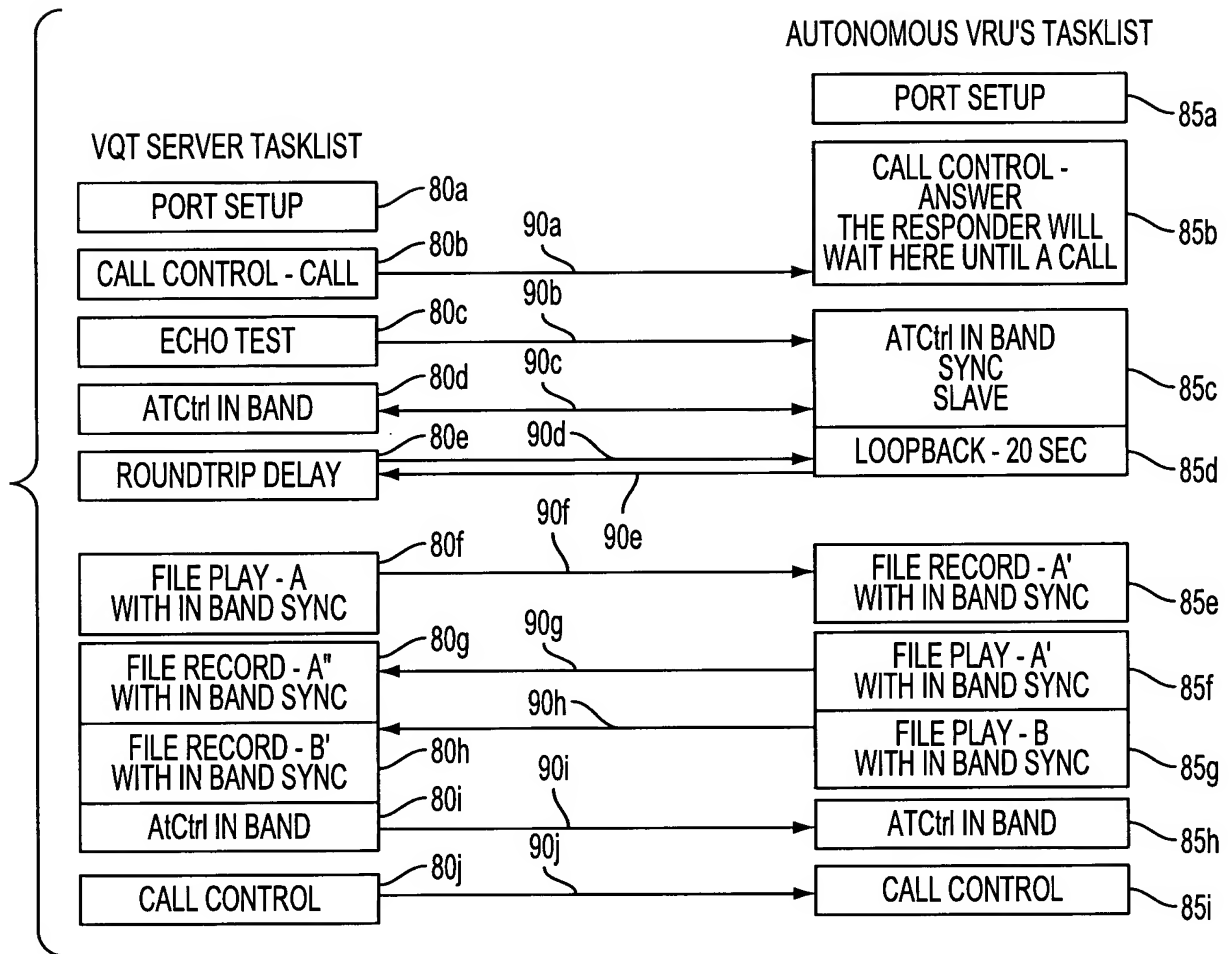 AUTONOMOUS VRU'S TASKLIST
PORT SETUP
85a
VQT SERVER TASKLIST
PORT SETUP
80a
CALL CONTROL -
ANSWER
THE RESPONDER WILL
WAIT HERE UNTIL A CALL
85b
CALL CONTROL - CALL
80b
90a
ECHO TEST
80c
90b
ATCtrl IN BAND
SYNC
SLAVE
85c
ATCtrl IN BAND
80d
90c
ROUNDTRIP DELAY
80e
90d
90e
LOOPBACK - 20 SEC
85d
FILE PLAY - A
WITH IN BAND SYNC
80f
90f
FILE RECORD - A'
WITH IN BAND SYNC
85e
FILE RECORD - A"
WITH IN BAND SYNC
80g
90g
FILE PLAY - A'
WITH IN BAND SYNC
85f
FILE RECORD - B'
WITH IN BAND SYNC
80h
90h
FILE PLAY - B
WITH IN BAND SYNC
85g
AtCtrl IN BAND
80i
90i
ATCtrl IN BAND
85h
CALL CONTROL
80j
90j
CALL CONTROL
85i